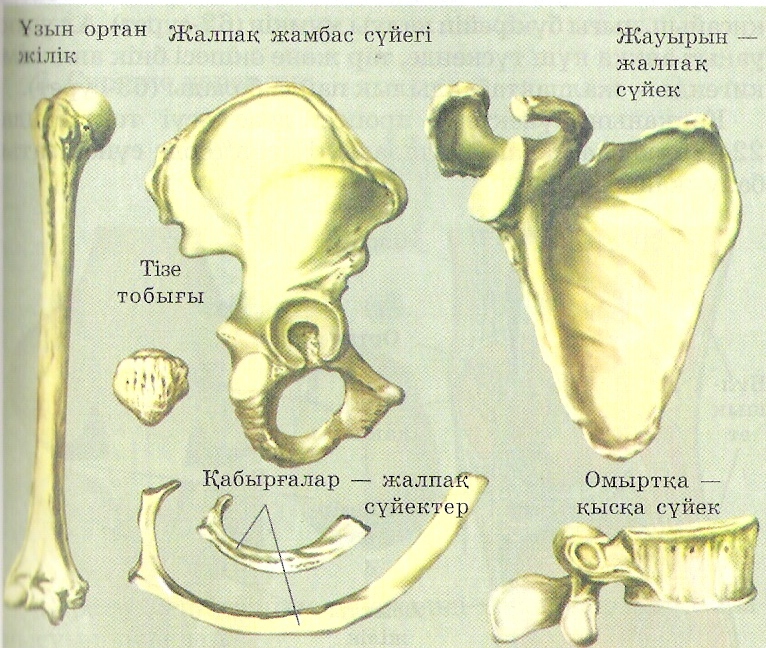 Ұзын ортан
жілік
Жалпақ жамбас сүйегі
Жауырын —
жалпақ
сүйек
Тізе
тобығы
Қабырғалар — жалпақ
сүйектер
Омыртқа —
қысқа сүйек